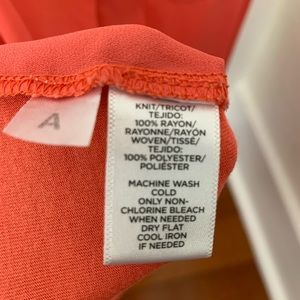 A
KNIT/TRICOT/
TEJIDO:
100% RAYON/
RAYONNE/RAYÓN
WOVEN/TISSÉ/
TEJIDO:
100% POLYESTER/
POLIÉSTER
MACHINE WASH
COLD
ONLY NON-
CHLORINE BLEACH
WHEN NEEDED
DRY FLAT
COOL IRON
IF NEEDED